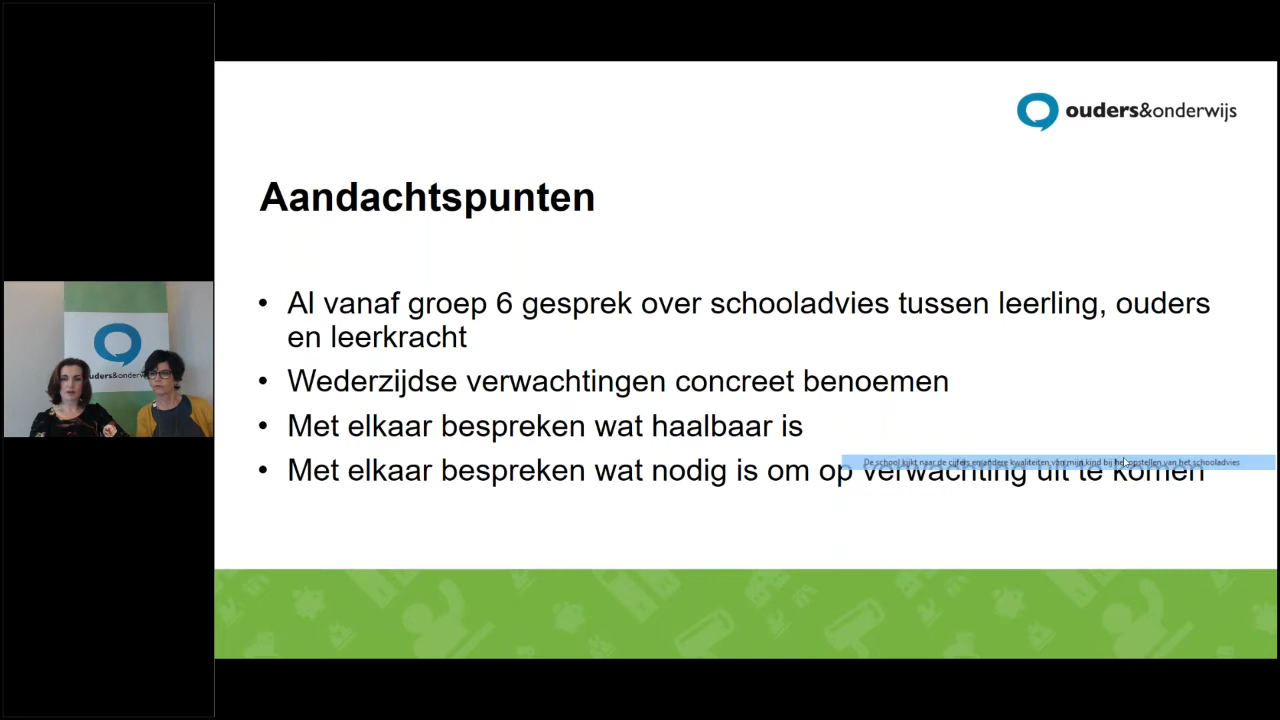 ouders&onderwijs
Aandachtspunten
• Al vanaf groep 6 gesprek over schooladvies tussen leerling, ouders
en leerkracht
• Wederzijdse verwachtingen concreet benoemen
• Met elkaar bespreken wat haalbaar is
• Met elkaar bespreken wat nodig is om op verwachting uit te komen
De school kijkt naar de cijfers en andere kwaliteiten van mijn kind bij het opstellen van het schooladvies
uders&onderw